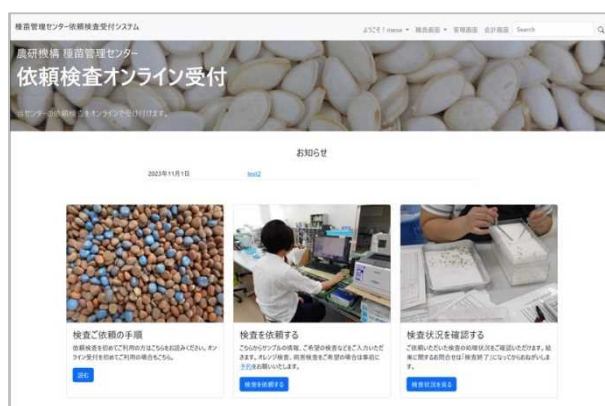 種苗管理センター依頼検査受付システム
ようこそ！mase
職員画面
管理画面
会計画面
Search
農研機構 種苗管理センター
依頼検査オンライン受付
当センターの依頼検査をオンラインで受け付けます。
お知らせ
2023年11月1日 test2
検査ご依頼の手順
依頼検査を初めてご利用の方はこちらをお読みください。オン
ライン受付を初めてご利用の場合もこちら。
読む
検査を依頼する
こちらからサンプルの情報、ご希望の検査などをご入力いただ
きます。オレンジ検査、病害検査をご希望の場合は事前に
予約をお願いいたします。
検査を依頼する
検査状況を確認する
ご依頼いただいた検査の処理状況をご確認いただけます。結
果に関するお問合せは「検査終了」になってからおねがいしま
す。
検査状況を見る